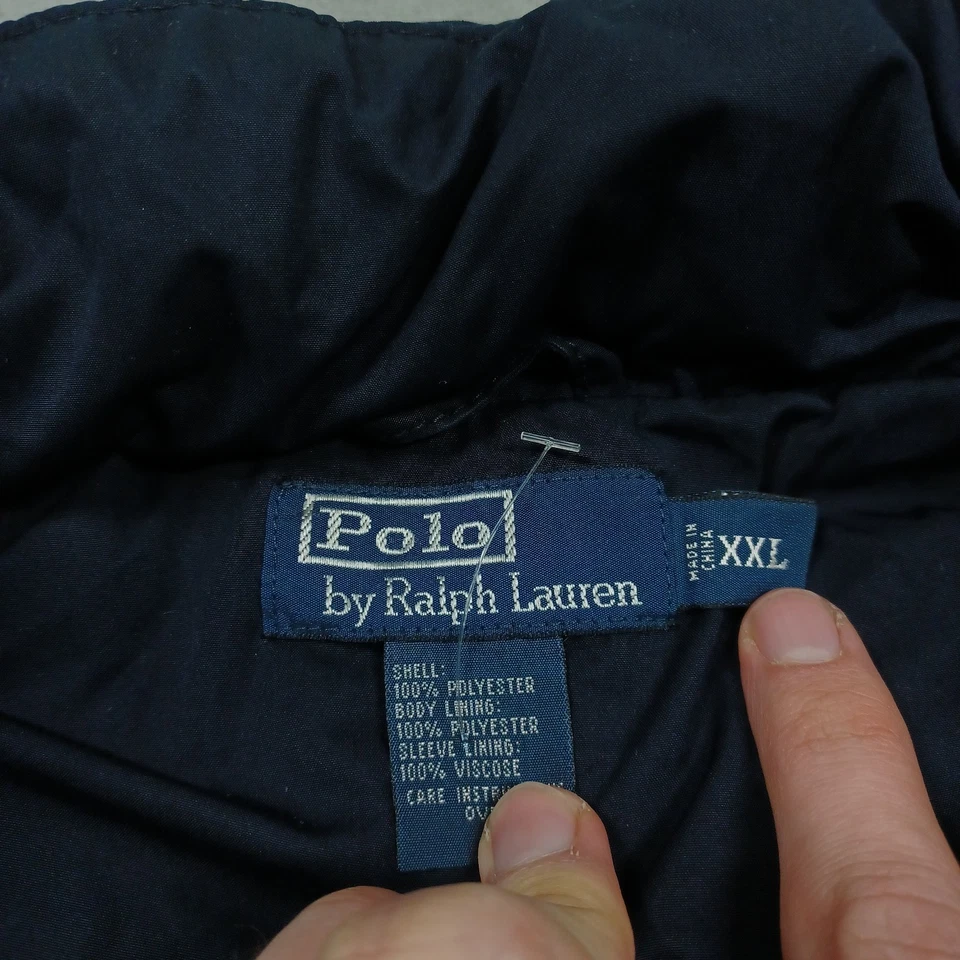 Polo
by Ralph Lauren
MADE IN
CHINA
XXL
SHELL:
100% POLYESTER
BODY LINING:
100% POLYESTER
SLEEVE LINING:
100% VISCOSE
CARE